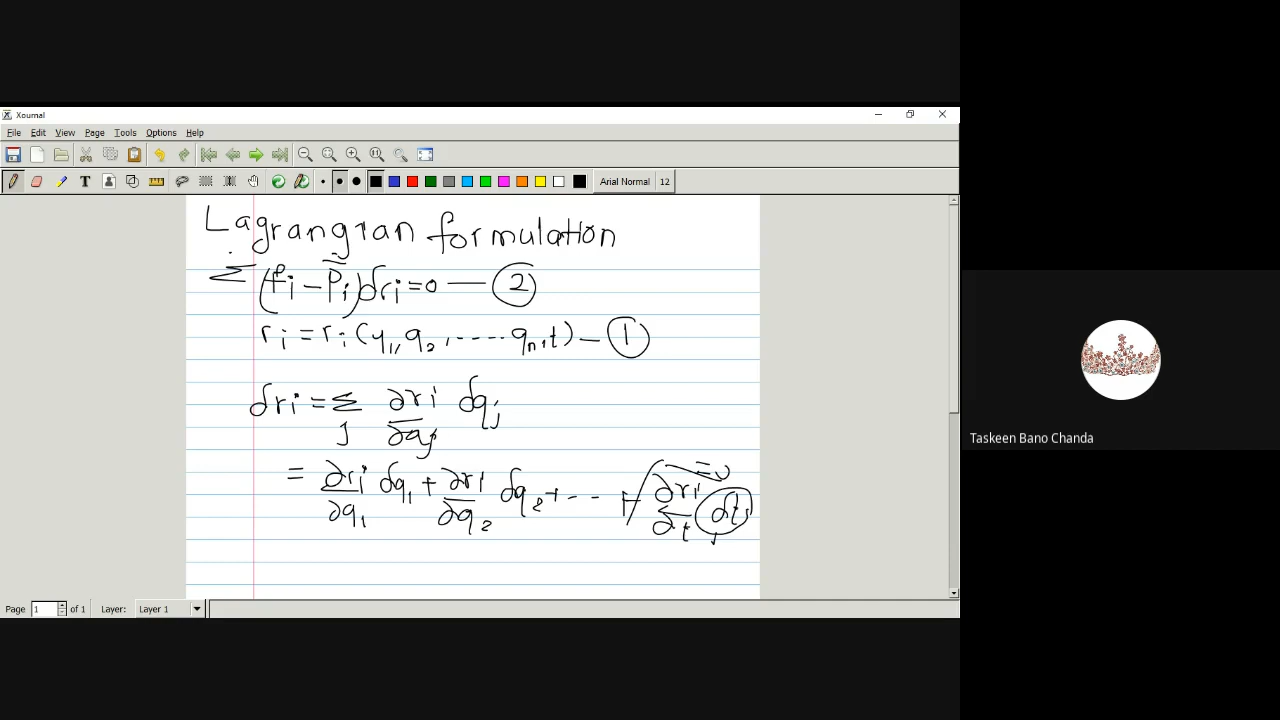 Xournal
File Edit View Page Tools Options Help
Arial Normal 12
Lagrangian formulation
Σ (Fi − Ṗi) δri = 0 — ②
ri = ri (q1, q2, ..... qn, t) — ①
δri = Σj ∂ri/∂qj δqj
= ∂ri/∂q1 δq1 + ∂ri/∂q2 δq2 + -- + ∂ri/∂t δt = 0
Taskeen Bano Chanda
Page 1 of 1 Layer: Layer 1